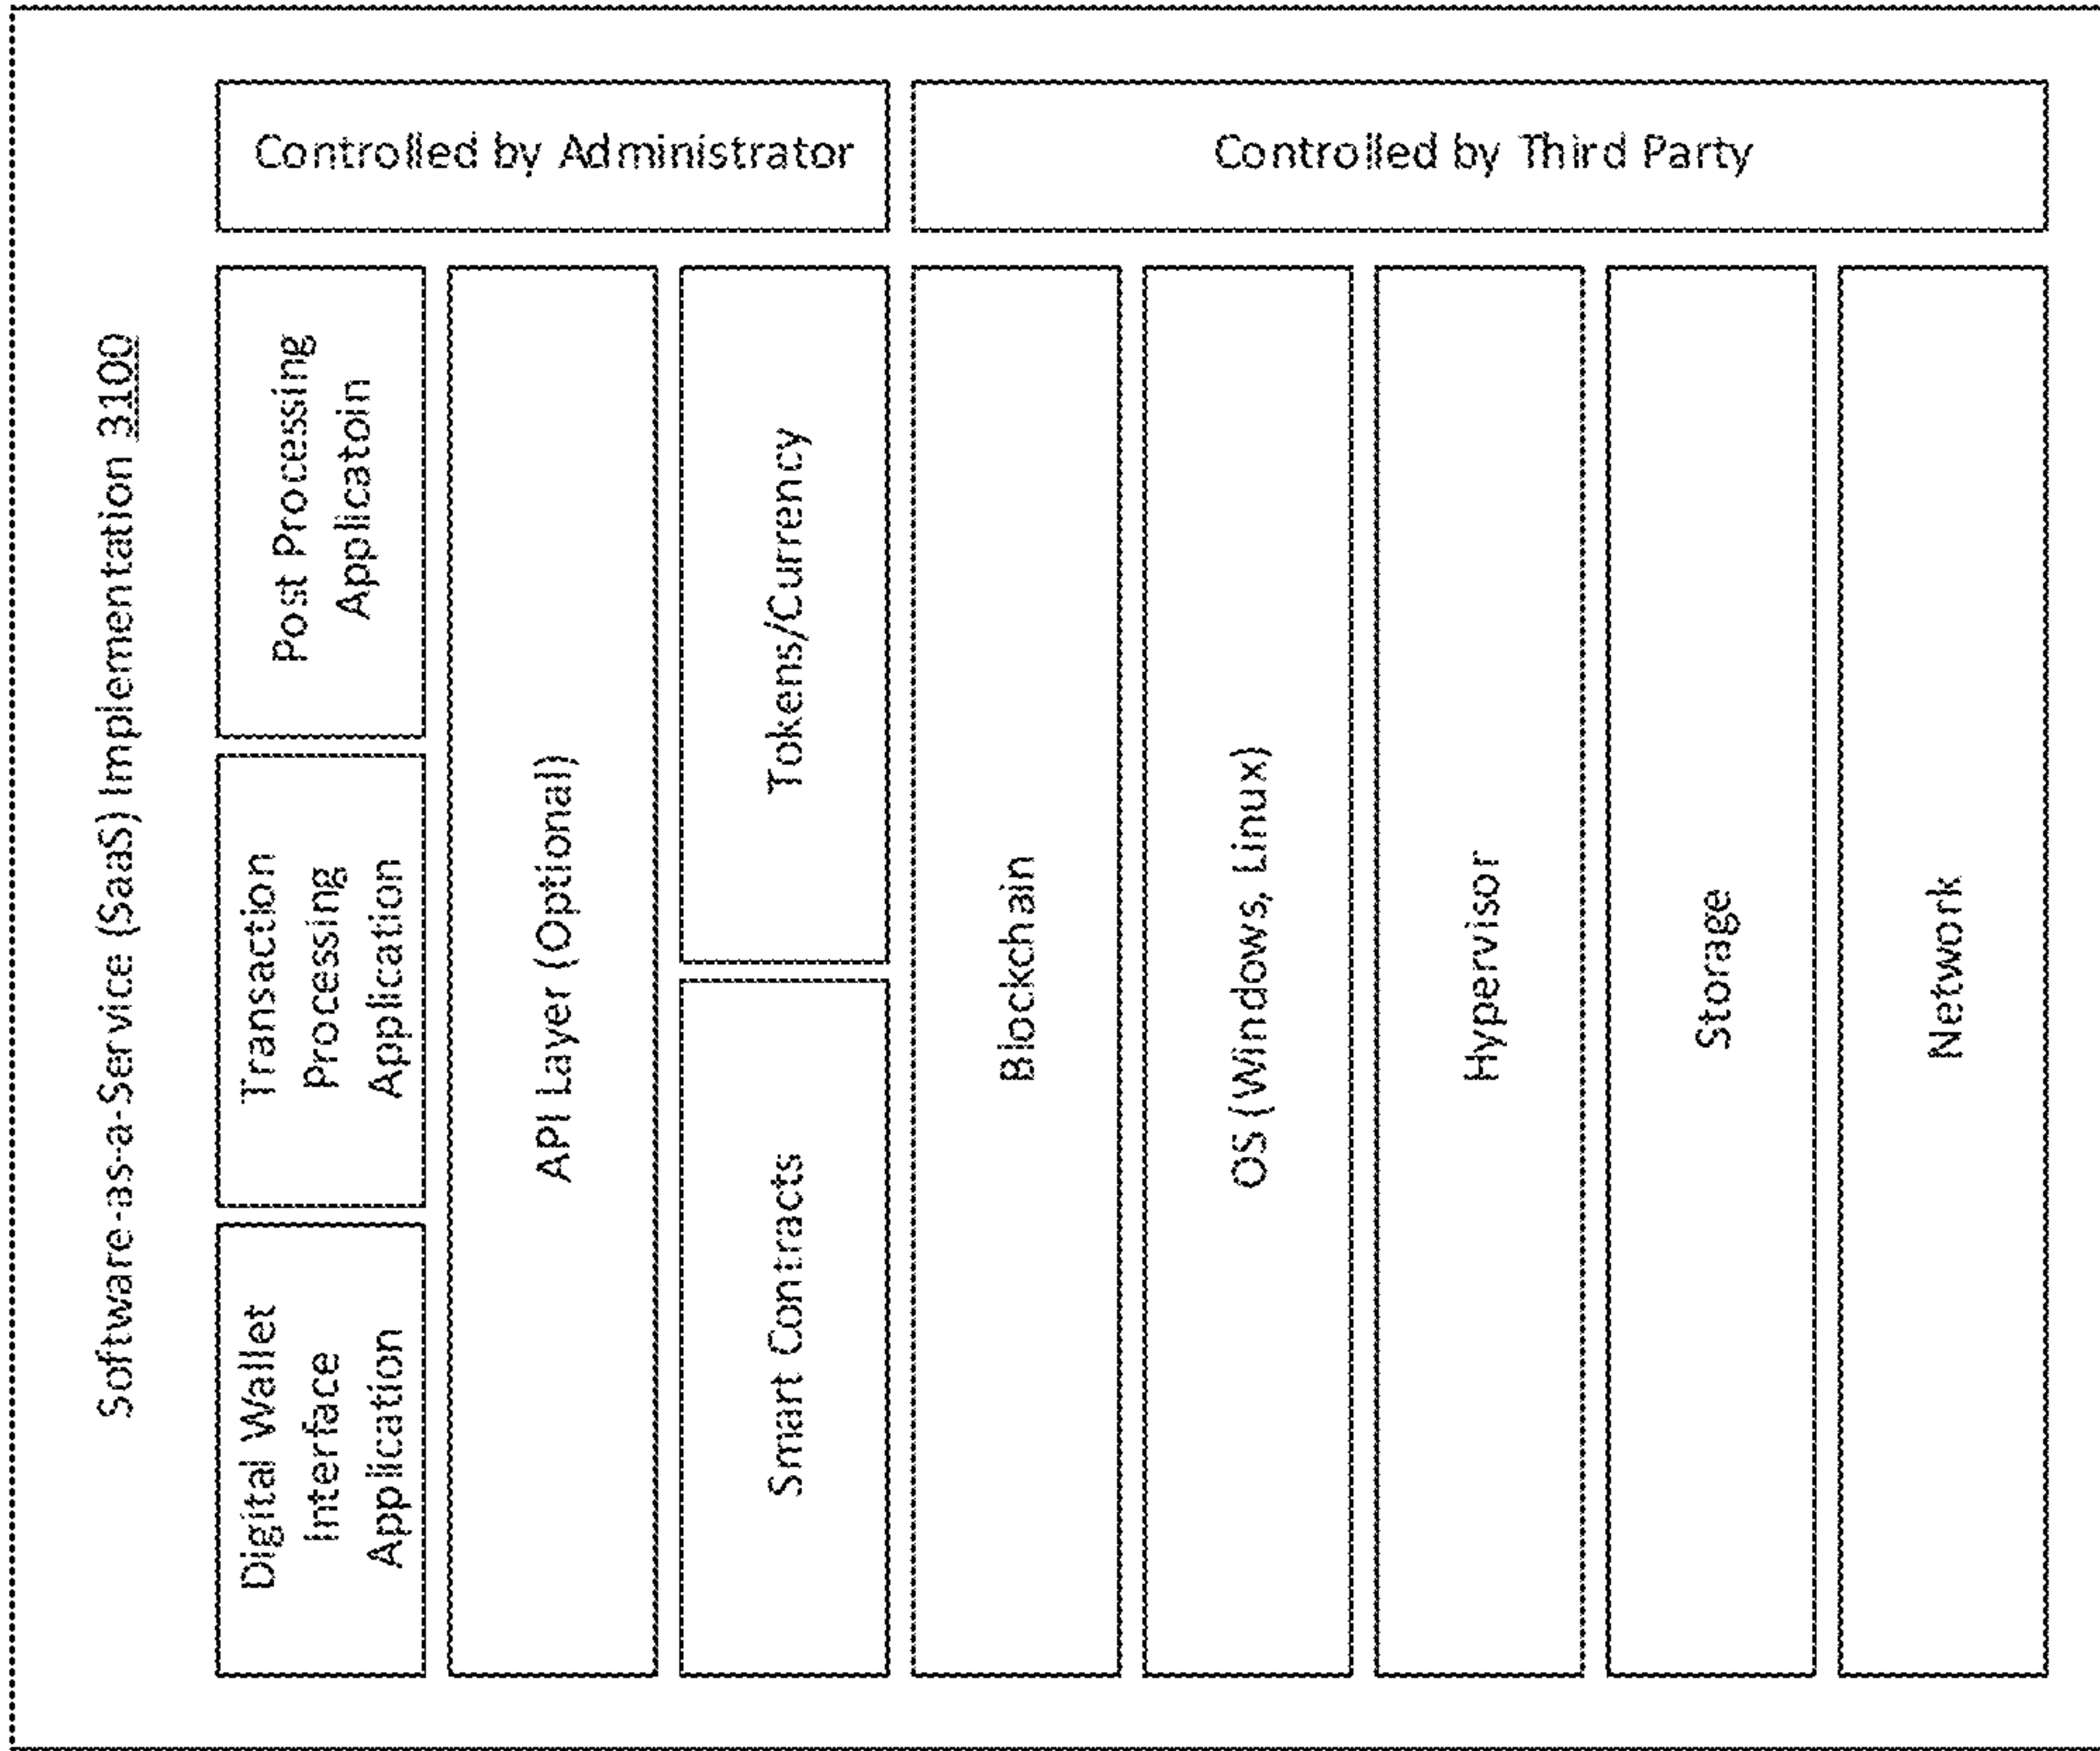 Software-as-a-Service (SaaS) Implementation 3100
Digital Wallet
Interface
Application
Transaction
Processing
Application
Post Processing
Applicatoin
Controlled by Administrator
API Layer (Optional)
Smart Contracts
Tokens/Currency
Blockchain
Controlled by Third Party
OS (Windows, Linux)
Hypervisor
Storage
Network